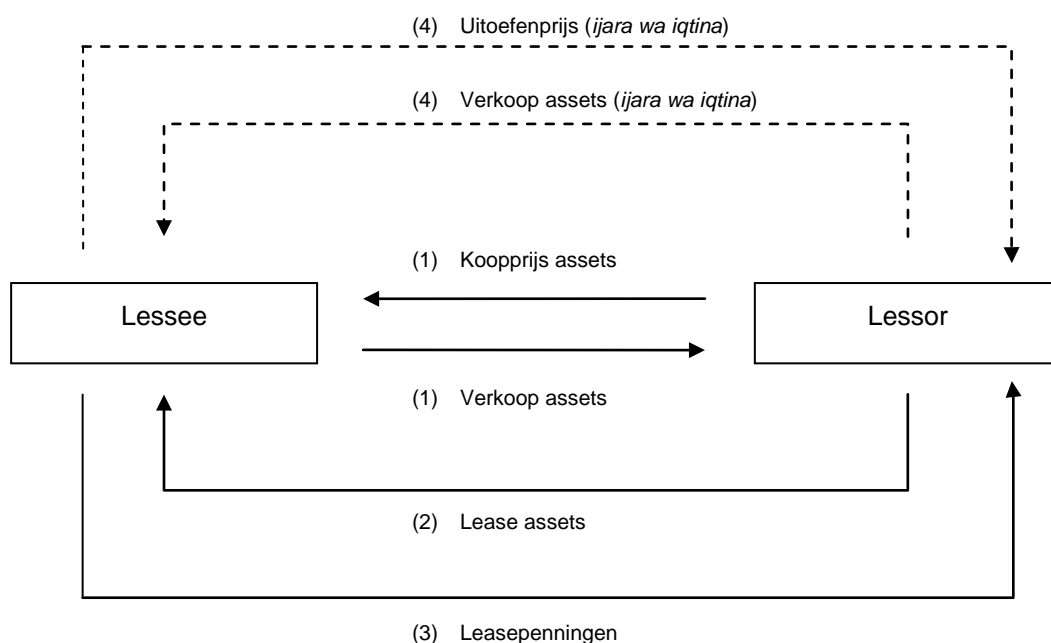 (4) Uitoefenprijs (ijara wa iqtina)
(4) Verkoop assets (ijara wa iqtina)
(1) Koopprijs assets
Lessee
Lessor
(1) Verkoop assets
(2) Lease assets
(3) Leasepenningen